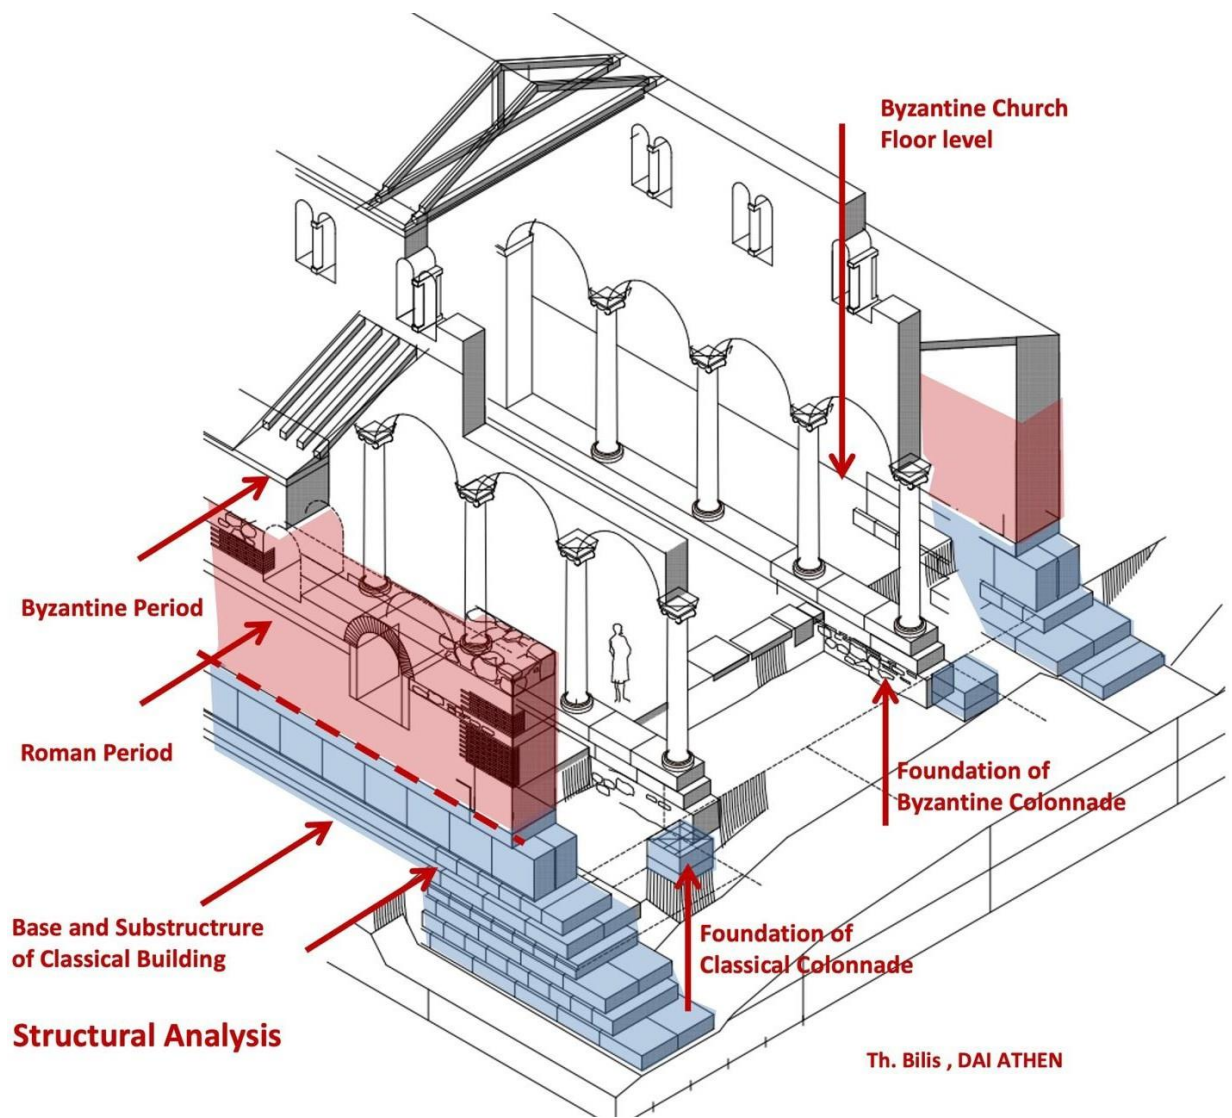 Byzantine Church
Floor level
Byzantine Period
Roman Period
Foundation of
Byzantine Colonnade
Base and Substructrure
of Classical Building
Foundation of
Classical Colonnade
Structural Analysis
Th. Bilis , DAI ATHEN